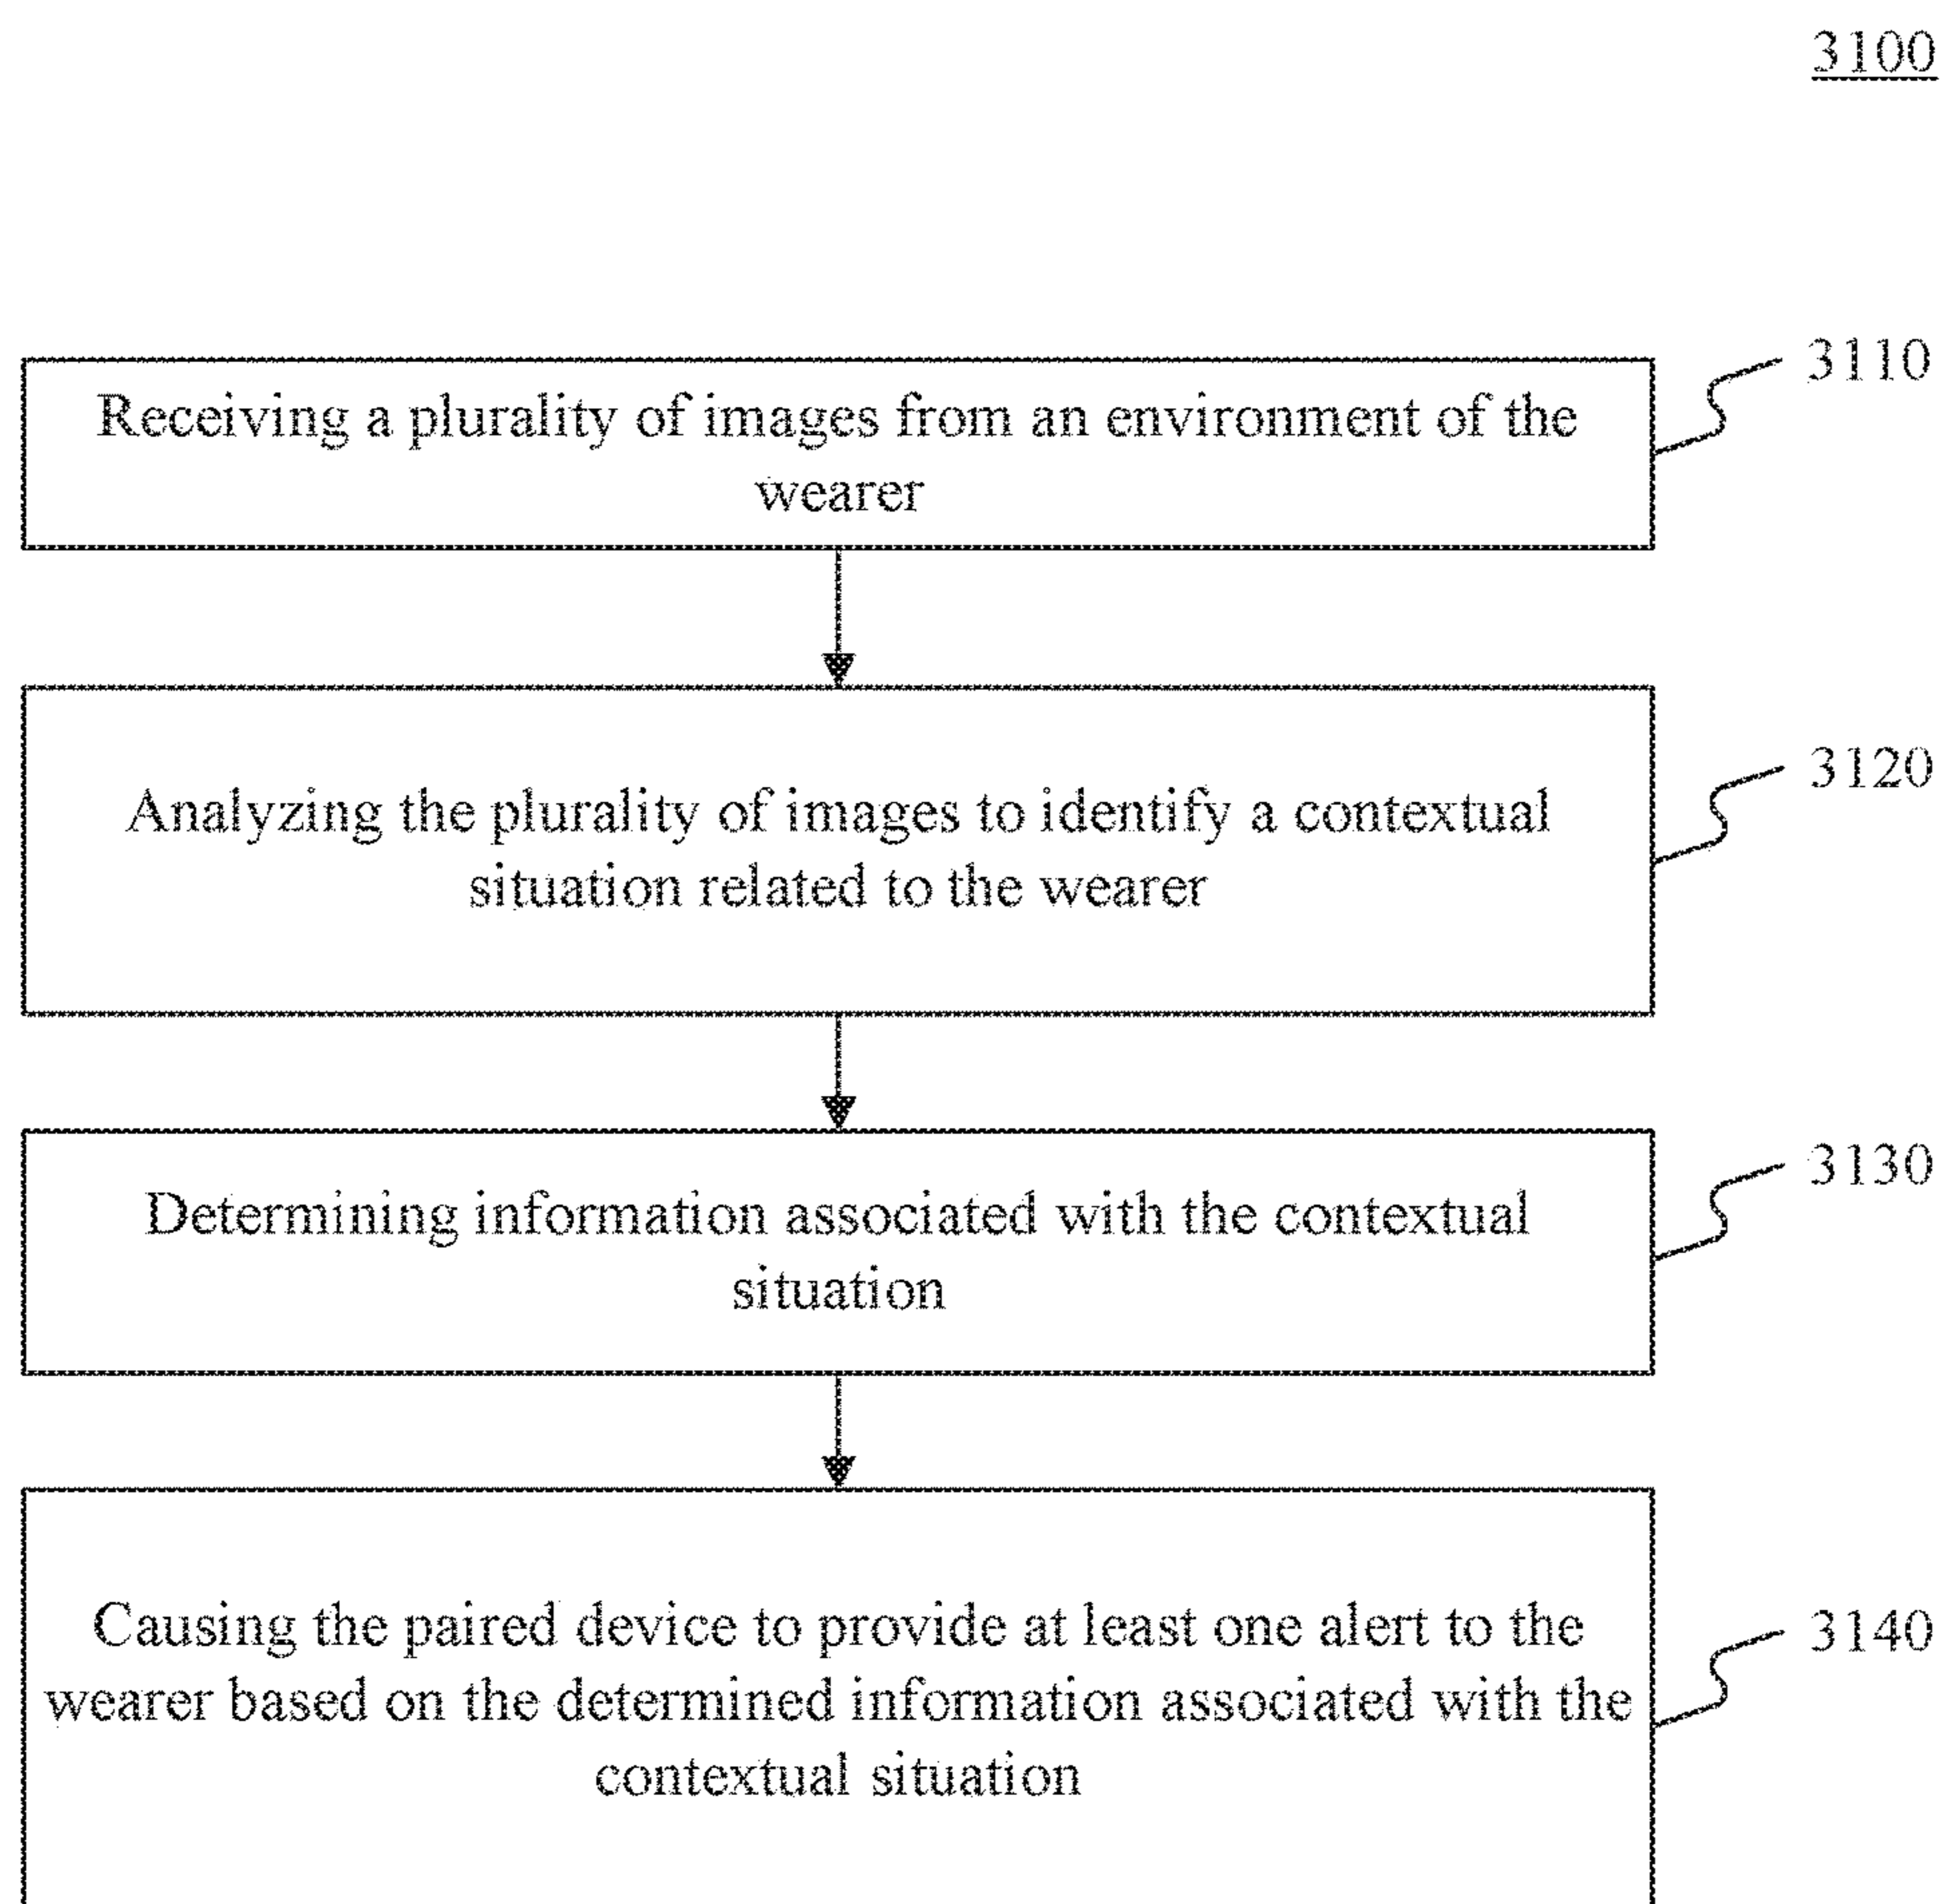 3100
3110
Receiving a plurality of images from an environment of the
wearer
3120
Analyzing the plurality of images to identify a contextual
situation related to the wearer
3130
Determining information associated with the contextual
situation
3140
Causing the paired device to provide at least one alert to the
wearer based on the determined information associated with the
contextual situation